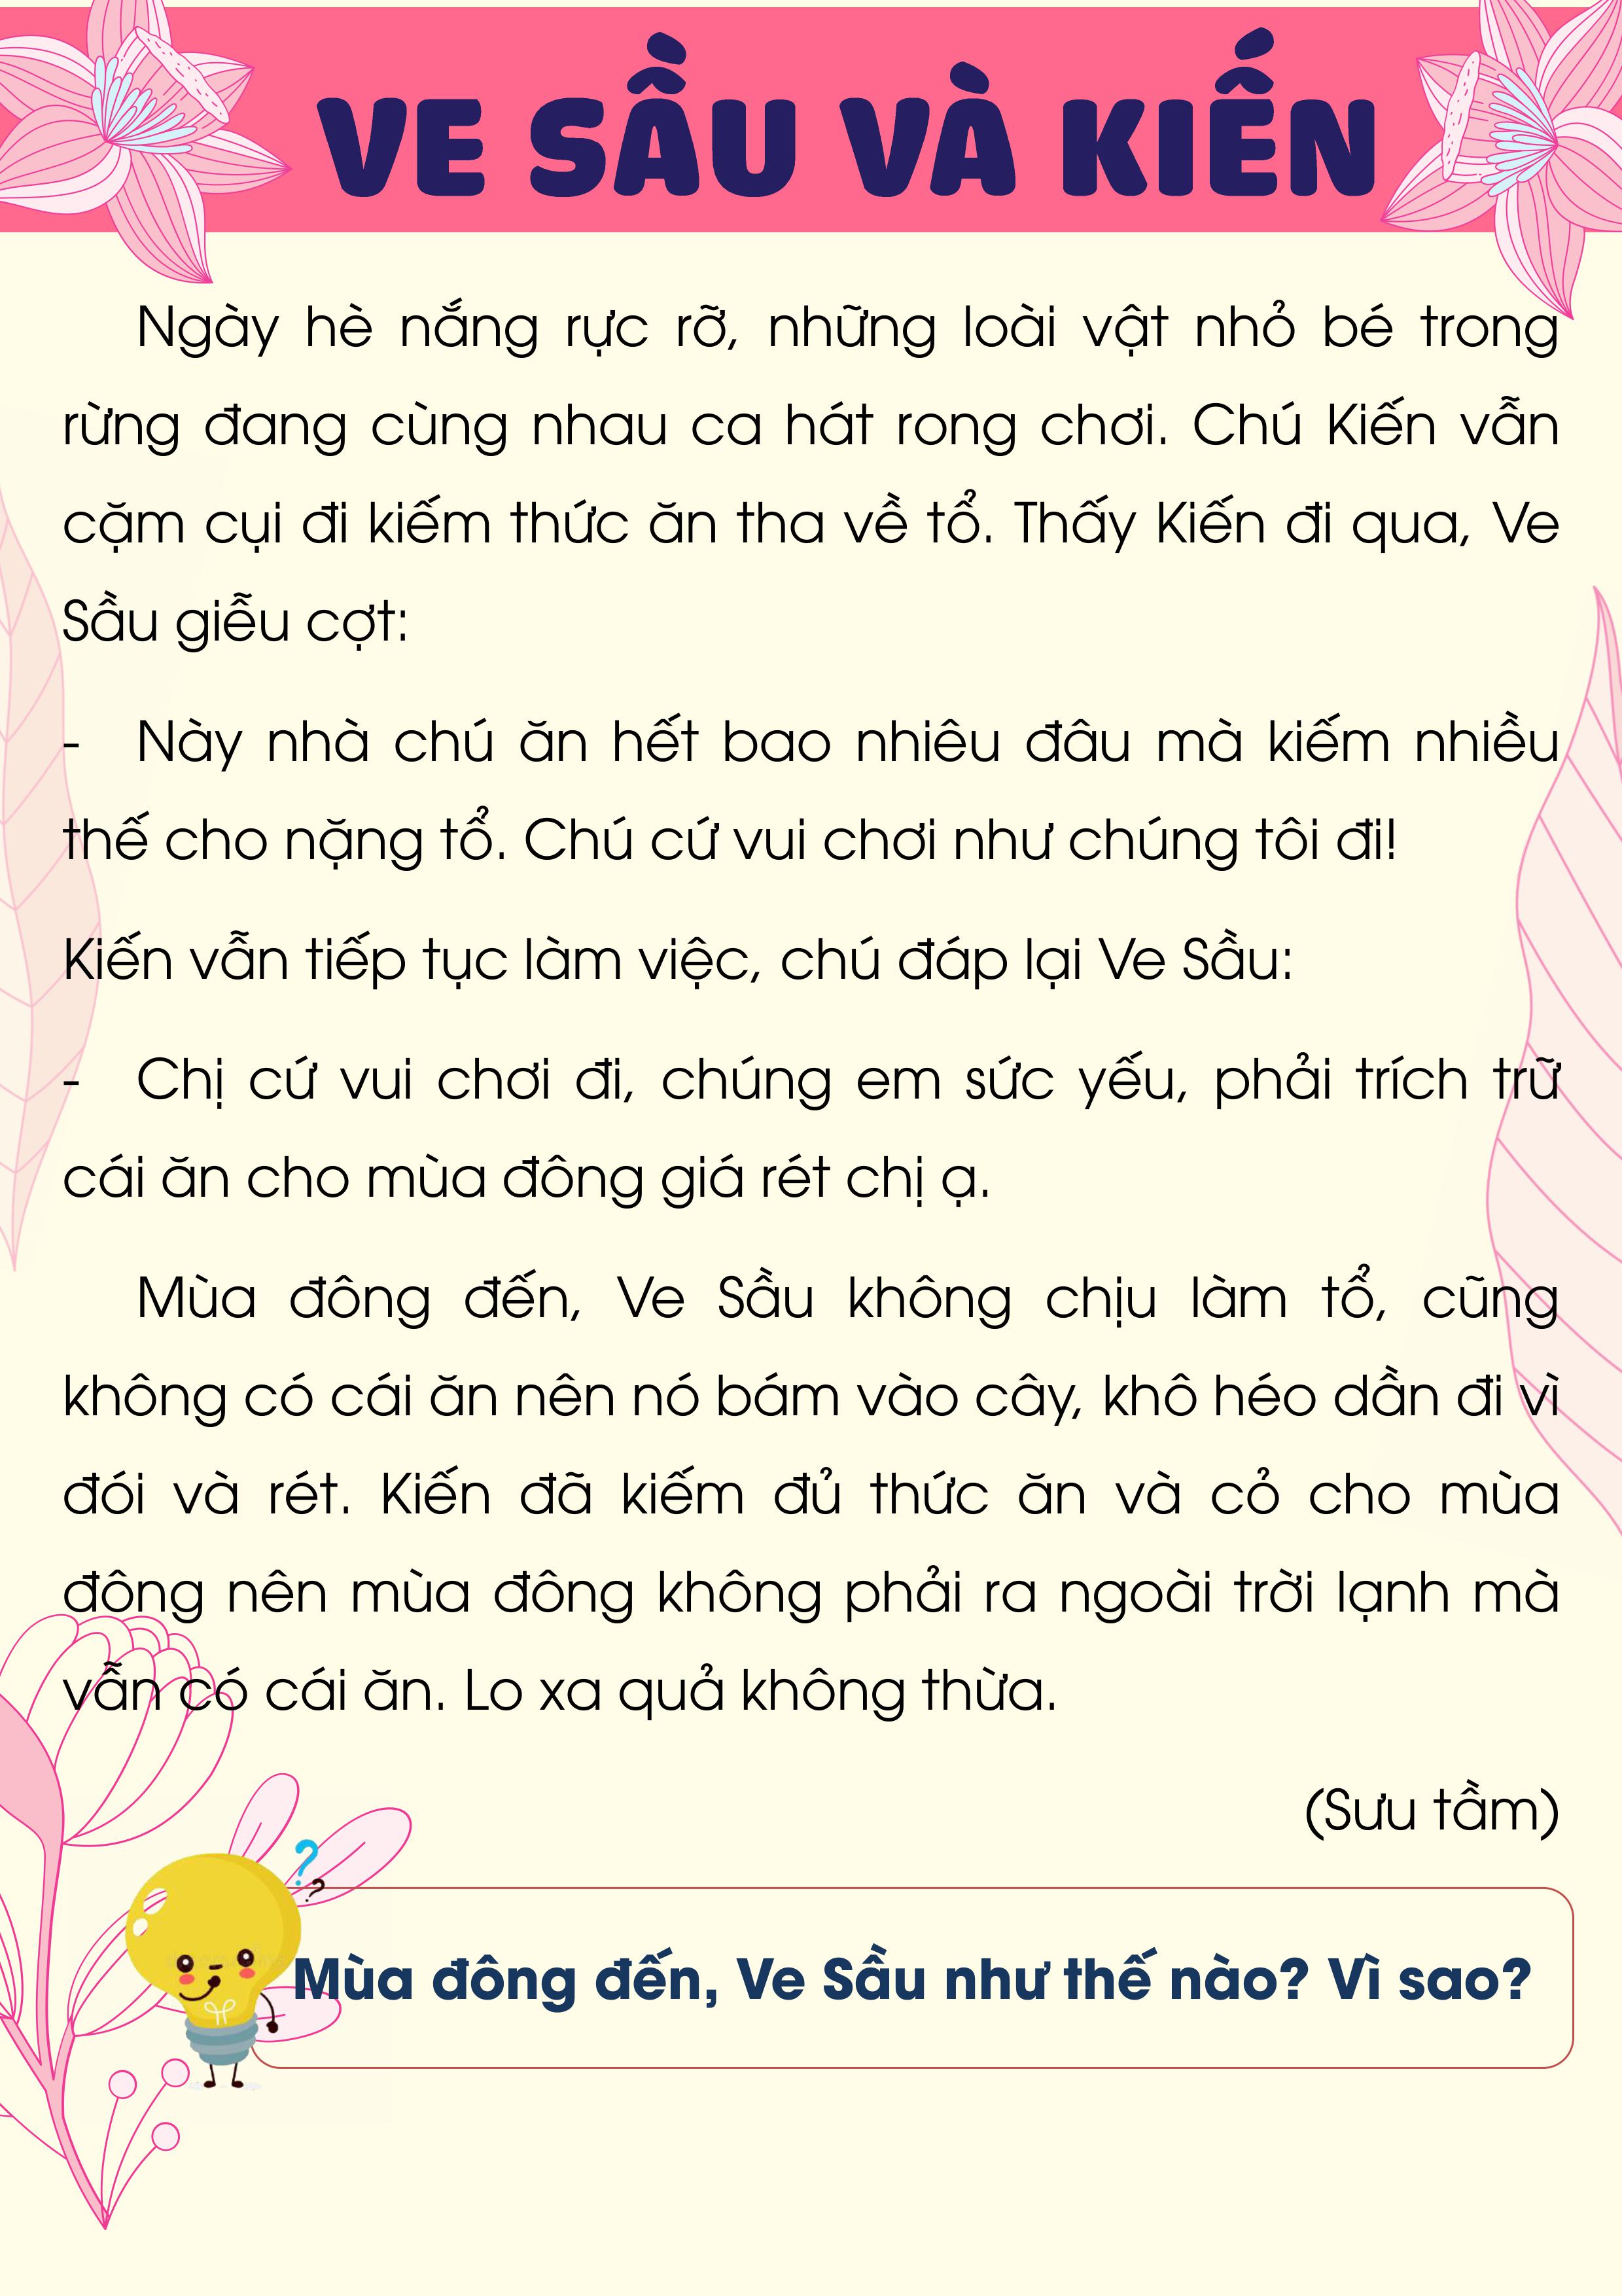 VE SẦU VÀ KIẾN
Ngày hè nắng rực rỡ, những loài vật nhỏ bé trong
rừng đang cùng nhau ca hát rong chơi. Chú Kiến vẫn
cặm cụi đi kiếm thức ăn tha về tổ. Thấy Kiến đi qua, Ve
Sầu giễu cợt:
- Này nhà chú ăn hết bao nhiêu đâu mà kiếm nhiều
thế cho nặng tổ. Chú cứ vui chơi như chúng tôi đi!
Kiến vẫn tiếp tục làm việc, chú đáp lại Ve Sầu:
- Chị cứ vui chơi đi, chúng em sức yếu, phải trích trữ
cái ăn cho mùa đông giá rét chị ạ.
Mùa đông đến, Ve Sầu không chịu làm tổ, cũng
không có cái ăn nên nó bám vào cây, khô héo dần đi vì
đói và rét. Kiến đã kiếm đủ thức ăn và cỏ cho mùa
đông nên mùa đông không phải ra ngoài trời lạnh mà
vẫn có cái ăn. Lo xa quả không thừa.
(Sưu tầm)
? ?
Mùa đông đến, Ve Sầu như thế nào? Vì sao?